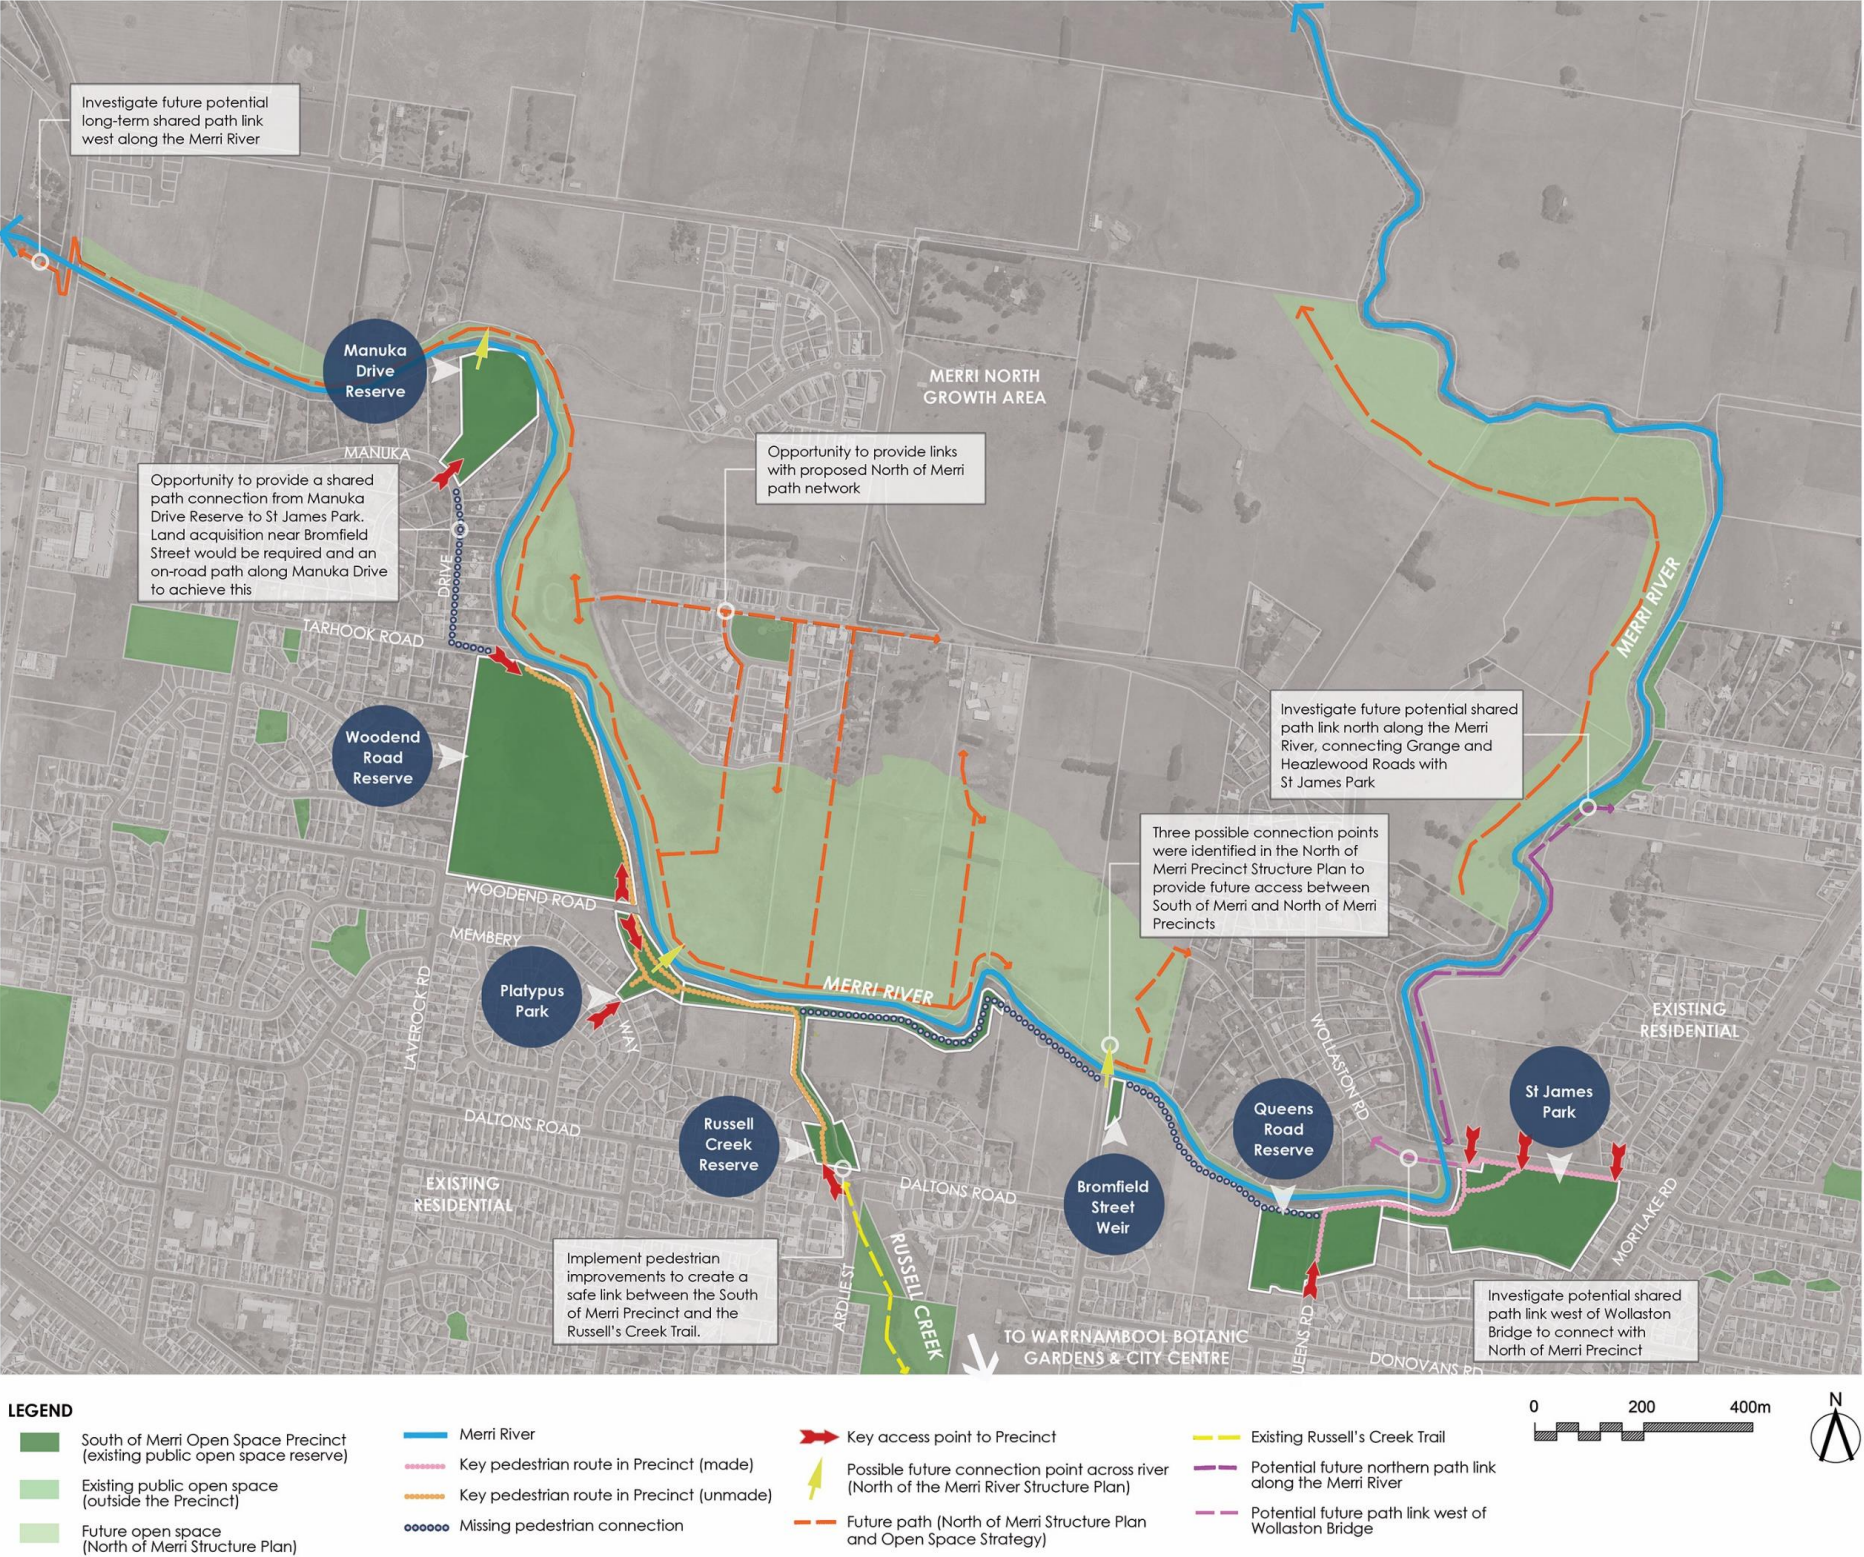 Investigate future potential
long-term shared path link
west along the Merri River
Manuka
Drive
Reserve
MERRI NORTH
GROWTH AREA
MANUKA
DRIVE
Opportunity to provide links
with proposed North of Merri
path network
Opportunity to provide a shared
path connection from Manuka
Drive Reserve to St James Park.
Land acquisition near Bromfield
Street would be required and an
on-road path along Manuka Drive
to achieve this
TARHOOK ROAD
MERRI RIVER
Woodend
Road
Reserve
Investigate future potential shared
path link north along the Merri
River, connecting Grange and
Heazlewood Roads with
St James Park
Three possible connection points
were identified in the North of
Merri Precinct Structure Plan to
provide future access between
South of Merri and North of Merri
Precincts
WOODEND ROAD
MEMBERY
WAY
LAVEROCK RD
Platypus
Park
MERRI RIVER
WOLLASTON RD
EXISTING
RESIDENTIAL
St James
Park
Queens
Road
Reserve
DALTONS ROAD
Russell
Creek
Reserve
DALTONS ROAD
Bromfield
Street
Weir
EXISTING
RESIDENTIAL
MORTLAKE RD
RUSSELL CREEK
ARDLIE ST
Implement pedestrian
improvements to create a
safe link between the South
of Merri Precinct and the
Russell's Creek Trail.
UEENS RD
Investigate potential shared
path link west of Wollaston
Bridge to connect with
North of Merri Precinct
TO WARRNAMBOOL BOTANIC
GARDENS & CITY CENTRE
DONOVANS RD
LEGEND
South of Merri Open Space Precinct
(existing public open space reserve)
Existing public open space
(outside the Precinct)
Future open space
(North of Merri Structure Plan)
Merri River
Key pedestrian route in Precinct (made)
Key pedestrian route in Precinct (unmade)
Missing pedestrian connection
Key access point to Precinct
Possible future connection point across river
(North of the Merri River Structure Plan)
Future path (North of Merri Structure Plan
and Open Space Strategy)
Existing Russell's Creek Trail
Potential future northern path link
along the Merri River
Potential future path link west of
Wollaston Bridge
0 200 400m
N